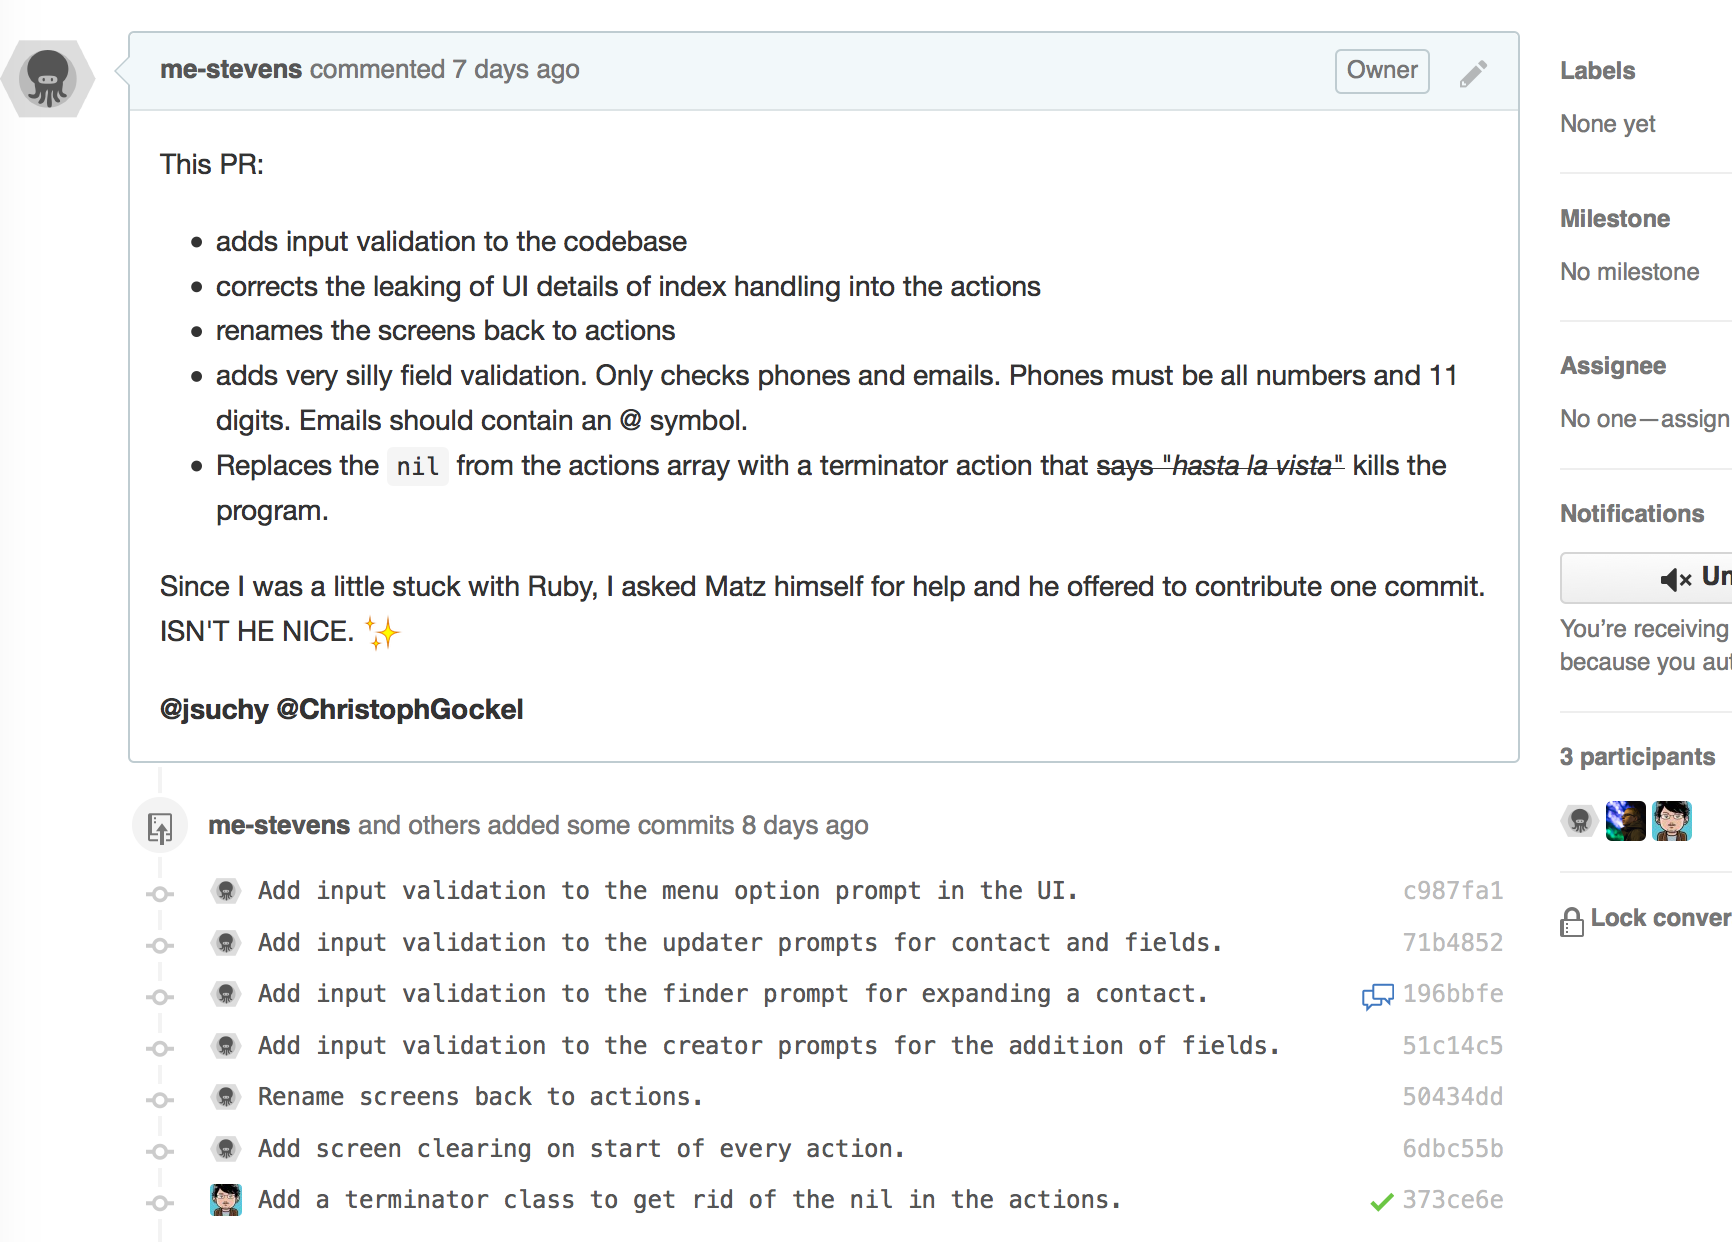 me-stevens commented 7 days ago
Owner
This PR:
adds input validation to the codebase
corrects the leaking of UI details of index handling into the actions
renames the screens back to actions
adds very silly field validation. Only checks phones and emails. Phones must be all numbers and 11
digits. Emails should contain an @ symbol.
Replaces the nil from the actions array with a terminator action that says "hasta la vista" kills the
program.
Since I was a little stuck with Ruby, I asked Matz himself for help and he offered to contribute one commit.
ISN'T HE NICE. ✨
@jsuchy @ChristophGockel
me-stevens and others added some commits 8 days ago
Add input validation to the menu option prompt in the UI. c987fa1
Add input validation to the updater prompts for contact and fields. 71b4852
Add input validation to the finder prompt for expanding a contact. 196bbfe
Add input validation to the creator prompts for the addition of fields. 51c14c5
Rename screens back to actions. 50434dd
Add screen clearing on start of every action. 6dbc55b
Add a terminator class to get rid of the nil in the actions. 373ce6e
Labels
None yet
Milestone
No milestone
Assignee
No one—assign
Notifications
Un
You're receiving
because you aut
3 participants
Lock conver